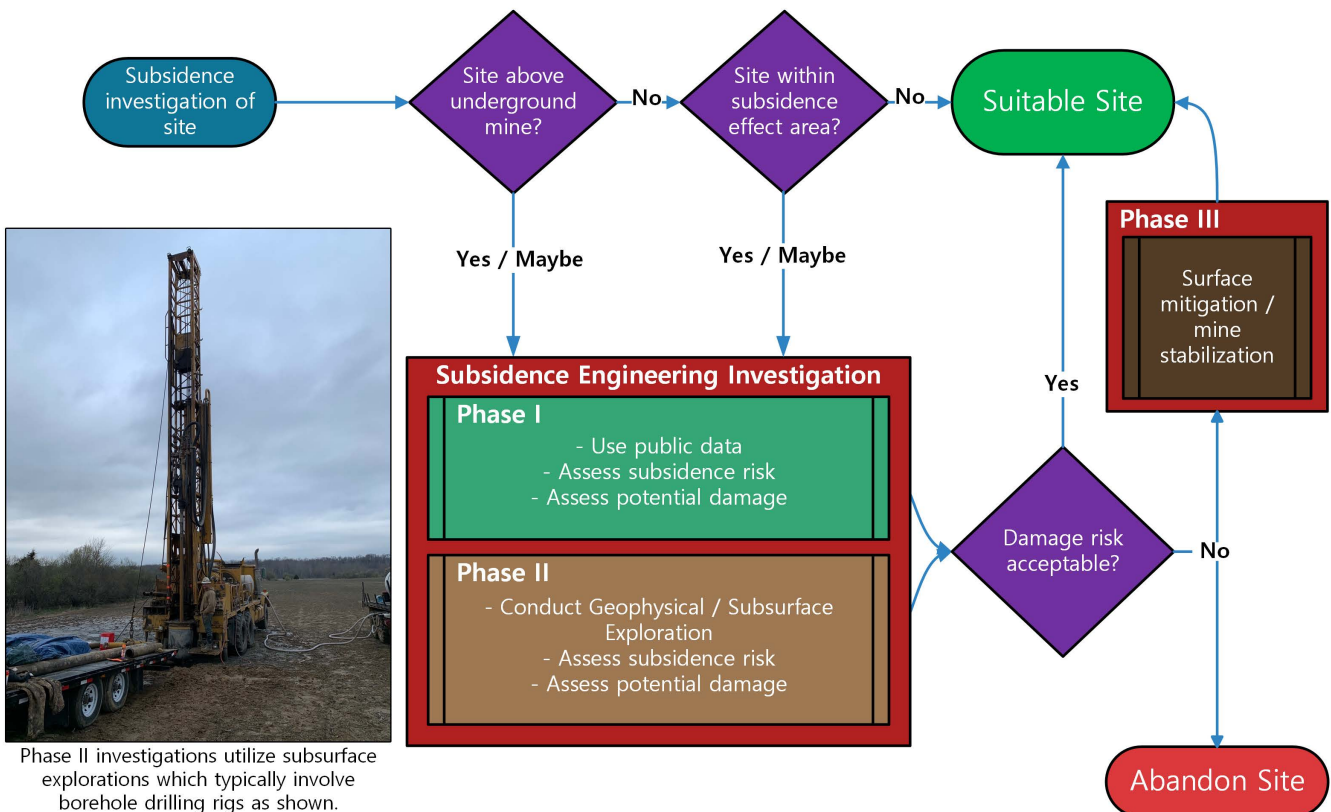 Subsidence
investigation of
site
Site above
underground
mine?
No
Site within
subsidence
effect area?
No
Suitable Site
Yes / Maybe
Yes / Maybe
Phase III
Surface
mitigation /
mine
stabilization
Subsidence Engineering Investigation
Phase I
- Use public data
- Assess subsidence risk
- Assess potential damage
Phase II
- Conduct Geophysical / Subsurface
Exploration
- Assess subsidence risk
- Assess potential damage
Yes
Damage risk
acceptable?
No
Abandon Site
Phase II investigations utilize subsurface
explorations which typically involve
borehole drilling rigs as shown.